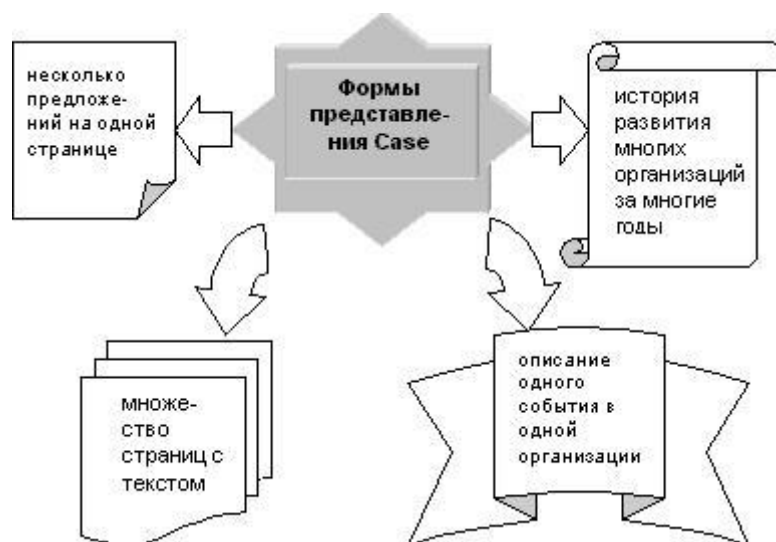 Формы
представле-
ния Case
несколько
предложе-
ний на одной
странице
история
развития
многих
организаций
за многие
годы
множе-
ство
страниц с
текстом
описание
одного
события в
одной
организации